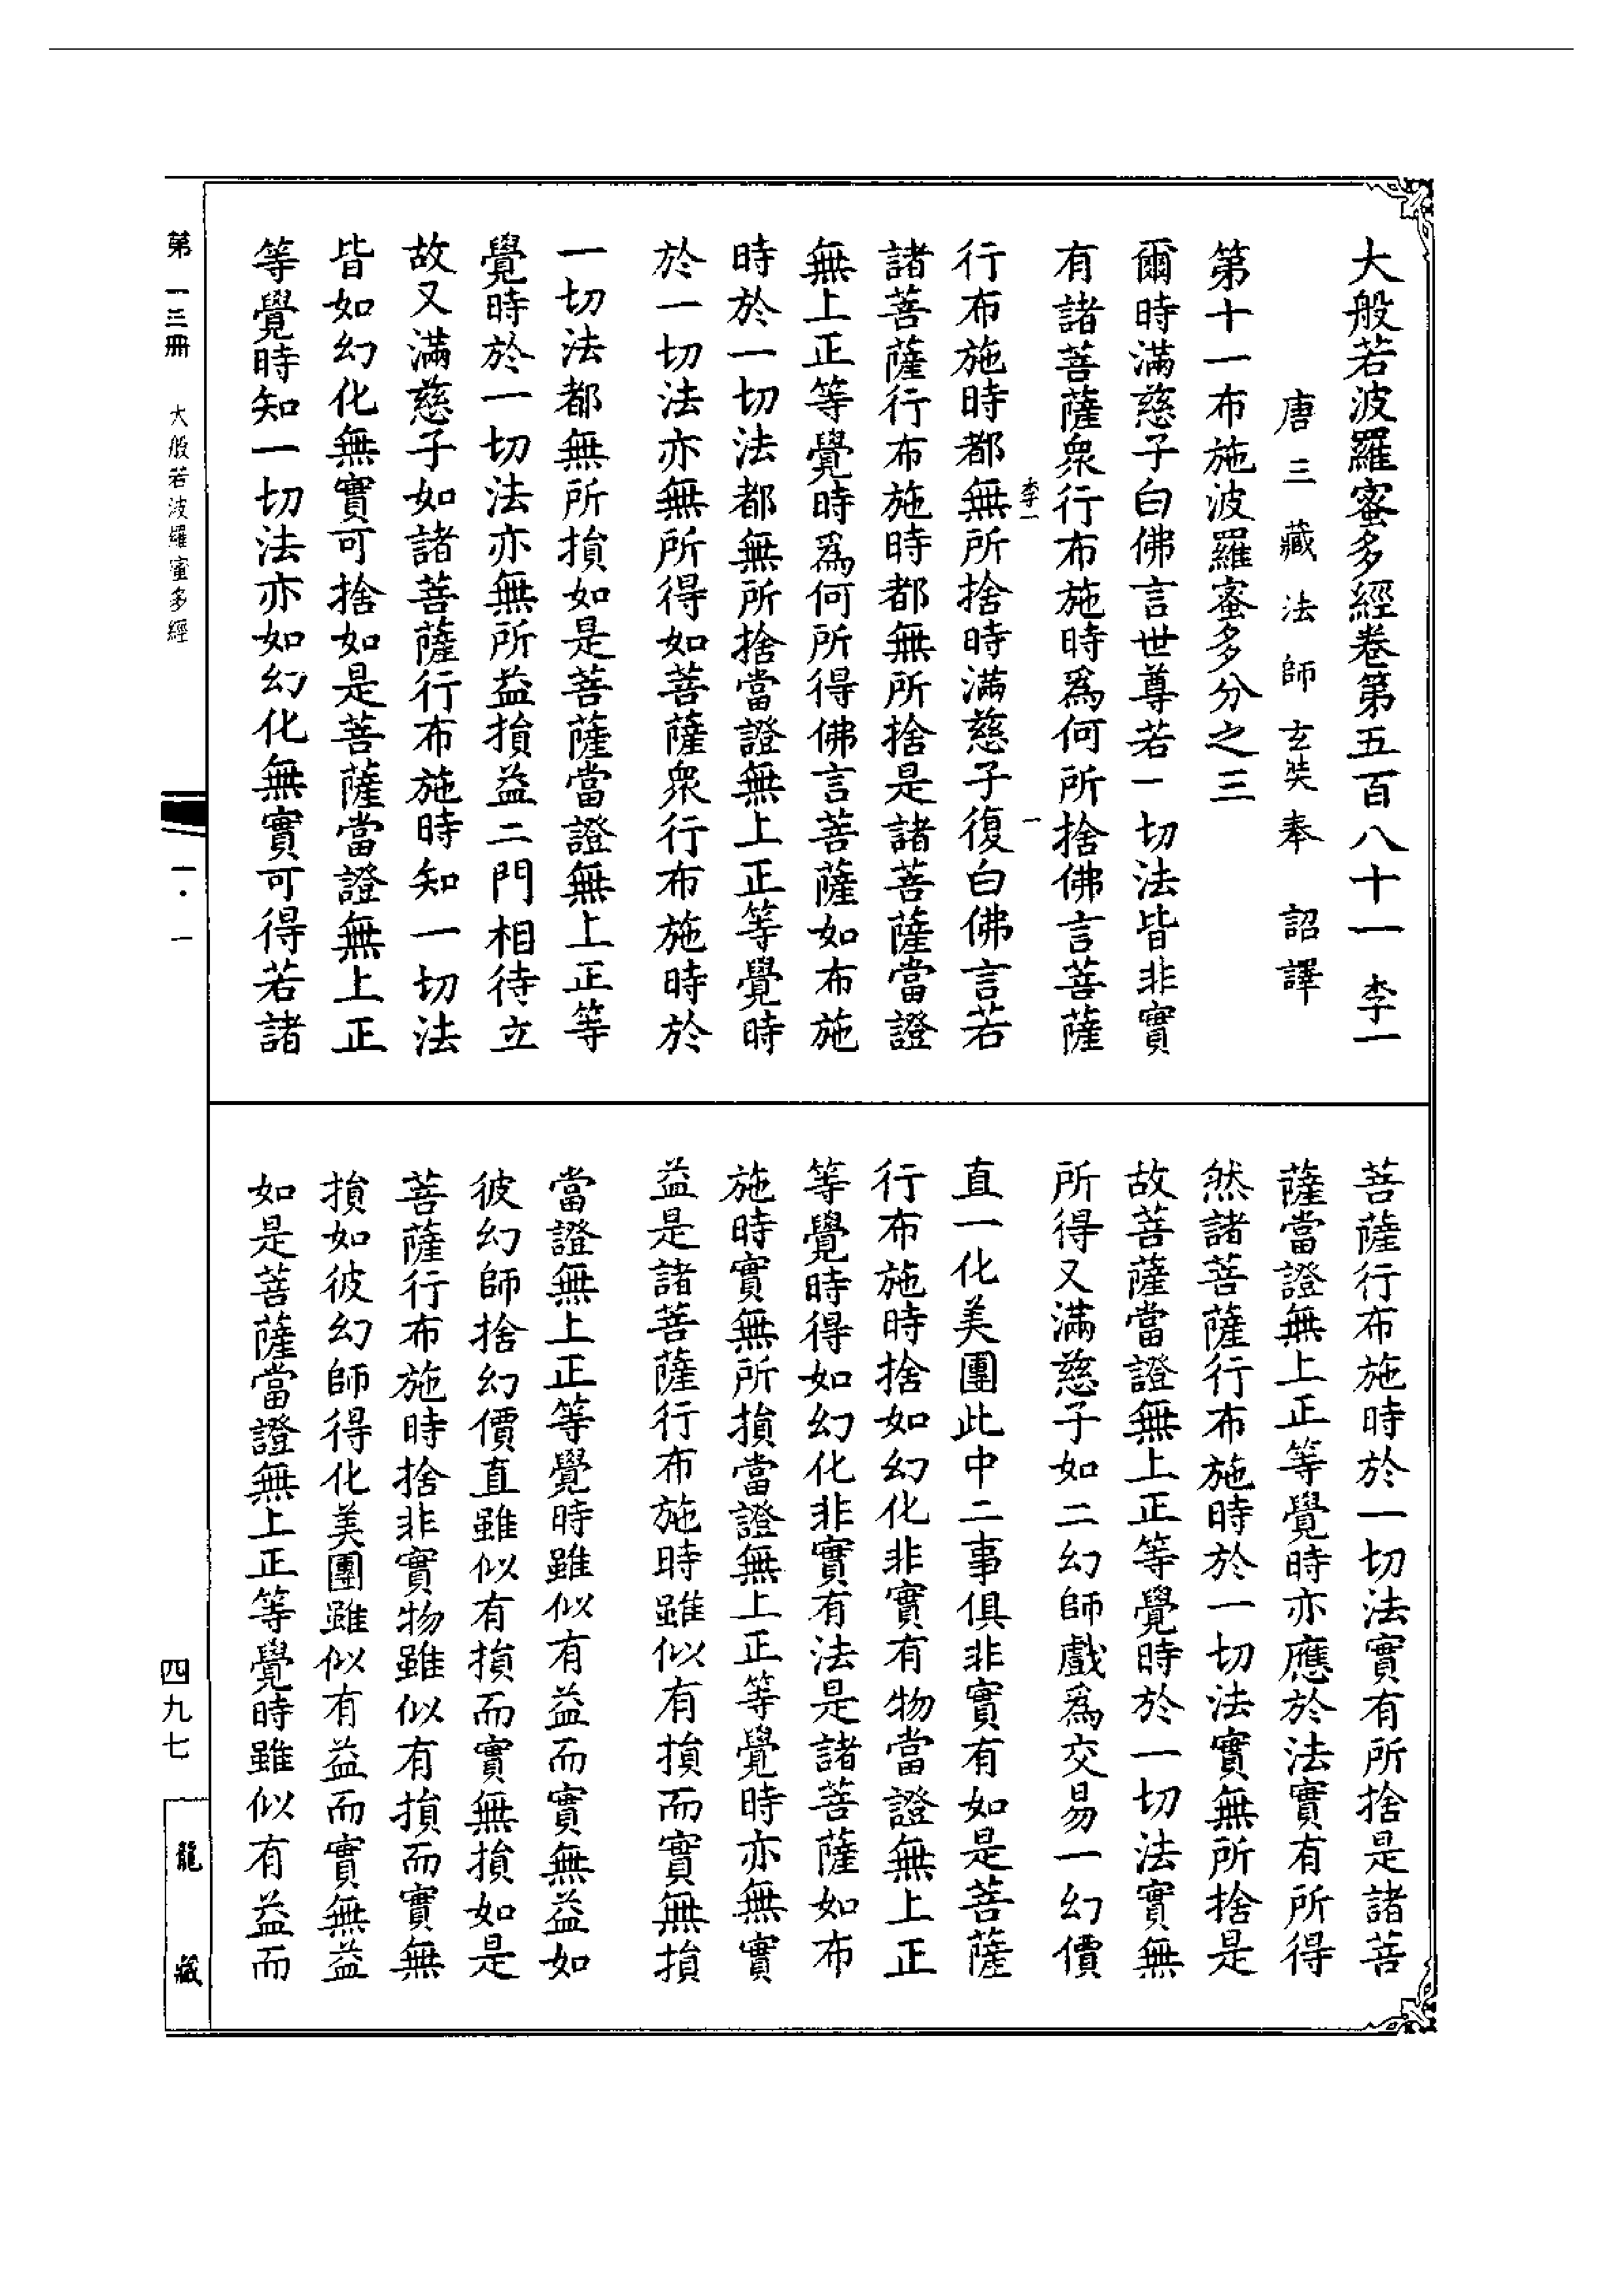 大般若波羅蜜多經卷第五百八十一 李一
唐三藏法師玄奘奉 詔譯
第十一布施波羅蜜多分之三
爾時滿慈子白佛言世尊若一切法皆非實
有諸菩薩衆行布施時爲何所捨佛言菩薩
李一 一
行布施時都無所捨時滿慈子復白佛言若
諸菩薩行布施時都無所捨是諸菩薩當證
無上正等覺時爲何所得佛言菩薩如布施
時於一切法都無所捨當證無上正等覺時
於一切法亦無所得如菩薩衆行布施時於
一切法都無所損如是菩薩當證無上正等
覺時於一切法亦無所益損益二門相待立
故又滿慈子如諸菩薩行布施時知一切法
皆如幻化無實可捨如是菩薩當證無上正
等覺時知一切法亦如幻化無實可得若諸
菩薩行布施時於一切法實有所捨是諸菩
薩當證無上正等覺時亦應於法實有所得
然諸菩薩行布施時於一切法實無所捨是
故菩薩當證無上正等覺時於一切法實無
所得又滿慈子如二幻師戲爲交易一幻價
直一化美團此中二事俱非實有如是菩薩
行布施時捨如幻化非實有物當證無上正
等覺時得如幻化非實有法是諸菩薩如布
施時實無所損當證無上正等覺時亦無實
益是諸菩薩行布施時雖似有損而實無損
當證無上正等覺時雖似有益而實無益如
彼幻師捨幻價直雖似有損而實無損如是
菩薩行布施時捨非實物雖似有損而實無
損如彼幻師得化美團雖似有益而實無益
如是菩薩當證無上正等覺時雖似有益而
第一三冊 大般若波羅蜜多經
一·一
四九七
龍藏